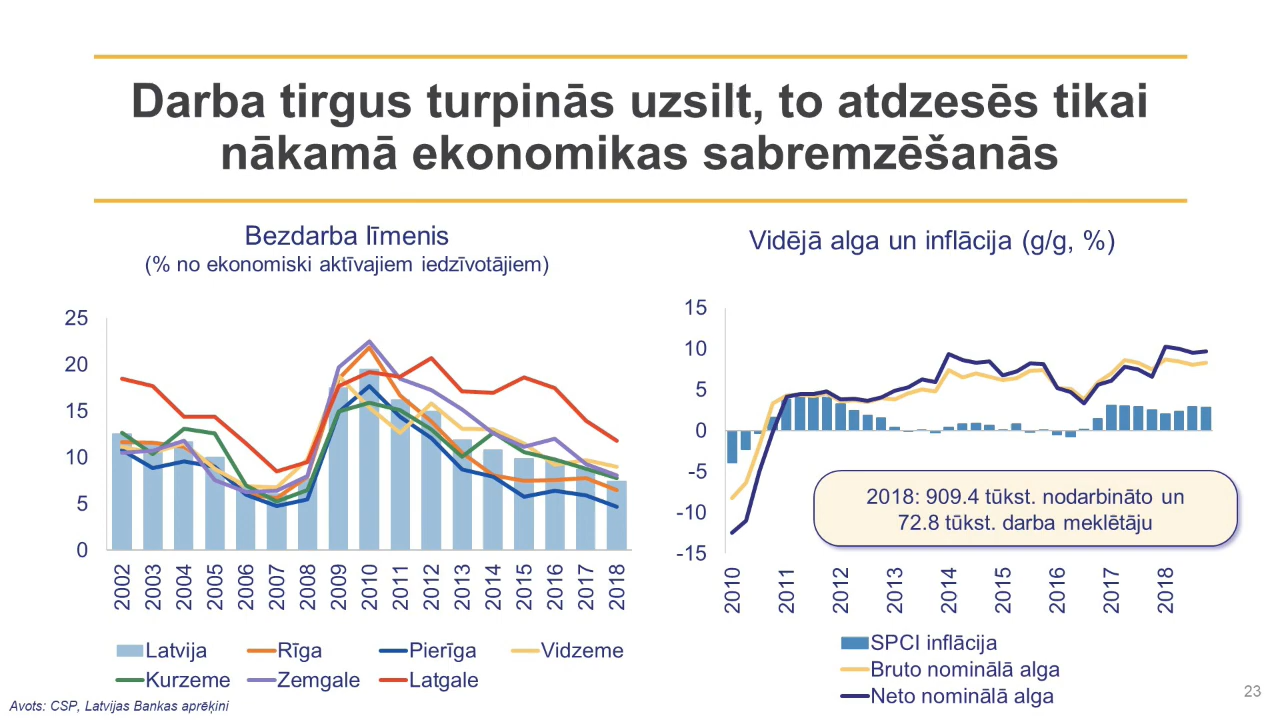 Darba tirgus turpinās uzsilt, to atdzesēs tikai
nākamā ekonomikas sabremzēšanās
Bezdarba līmenis
(% no ekonomiski aktīvajiem iedzīvotājiem)
25
20
15
10
5
0
2002
2003
2004
2005
2006
2007
2008
2009
2010
2011
2012
2013
2014
2015
2016
2017
2018
Latvija
Rīga
Pierīga
Vidzeme
Kurzeme
Zemgale
Latgale
Vidējā alga un inflācija (g/g, %)
15
10
5
0
-5
-10
-15
2018: 909.4 tūkst. nodarbināto un
72.8 tūkst. darba meklētāju
2010
2011
2012
2013
2014
2015
2016
2017
2018
SPCI inflācija
Bruto nominālā alga
Neto nominālā alga
Avots: CSP, Latvijas Bankas aprēķini
23